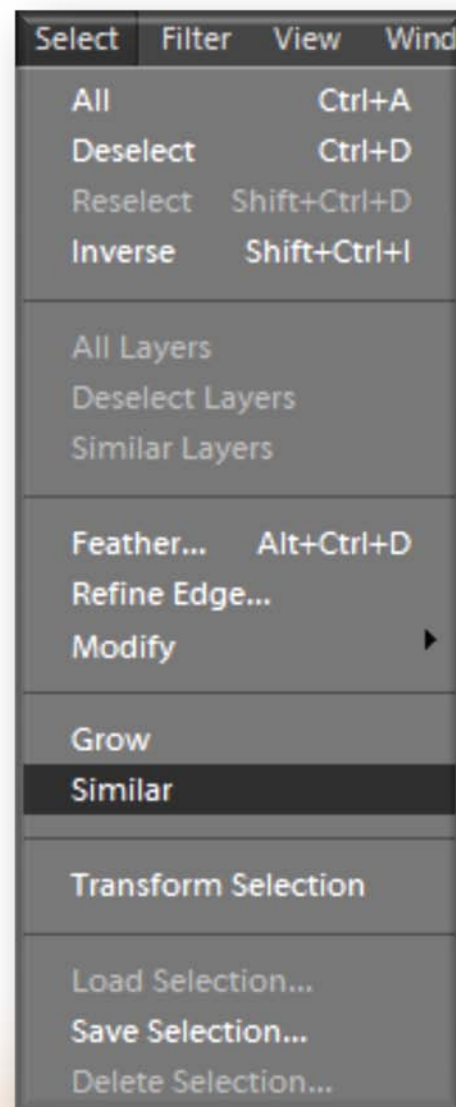 Select Filter View Wind
All Ctrl+A
Deselect Ctrl+D
Reselect Shift+Ctrl+D
Inverse Shift+Ctrl+I
All Layers
Deselect Layers
Similar Layers
Feather... Alt+Ctrl+D
Refine Edge...
Modify
Grow
Similar
Transform Selection
Load Selection...
Save Selection...
Delete Selection...